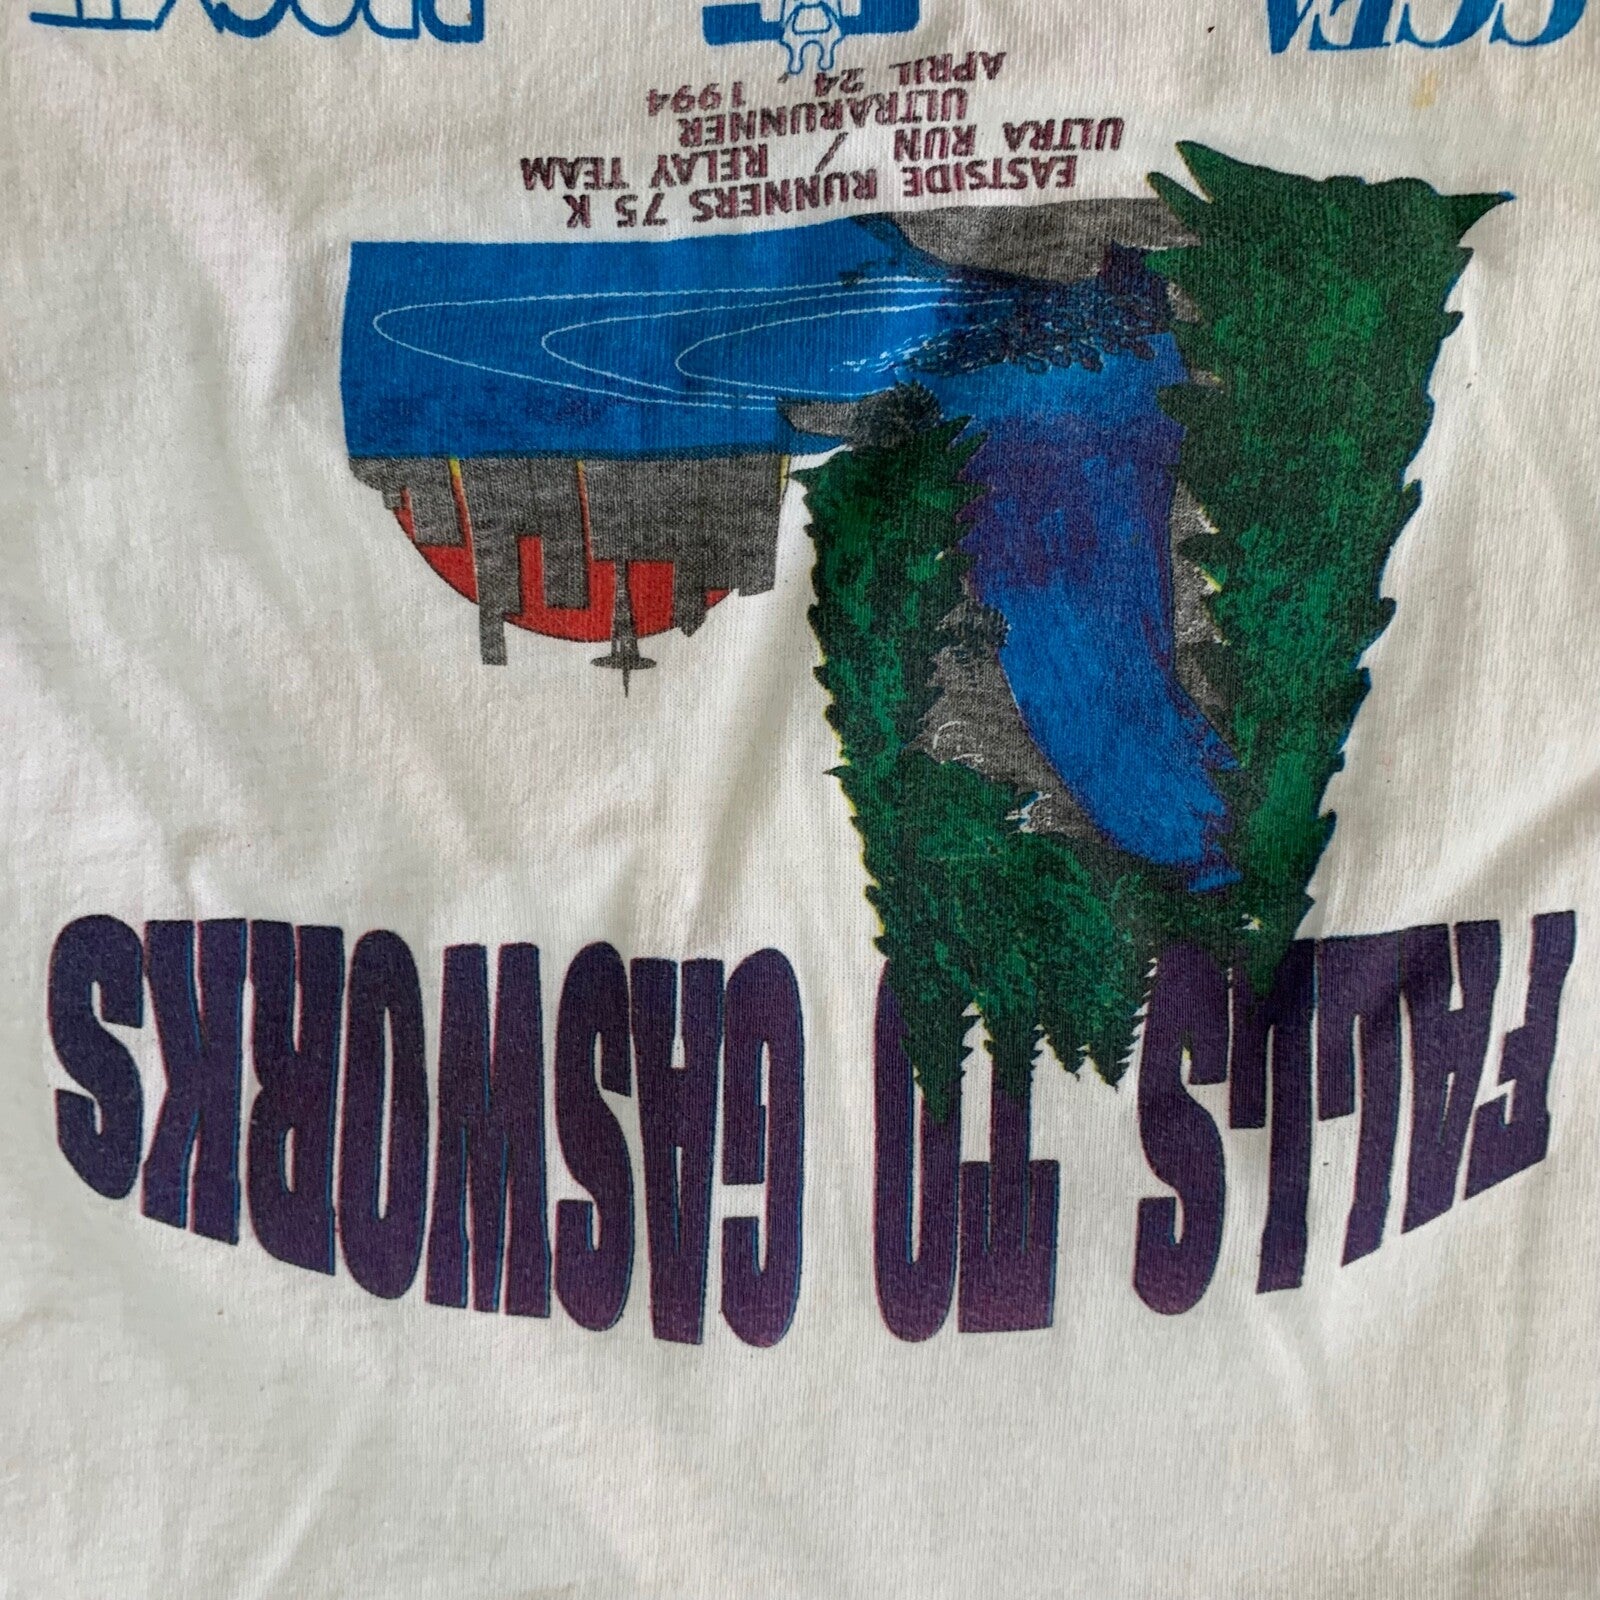 FALLS TO GASWORKS
EASTSIDE RUNNERS 75 K
ULTRA RUN / RELAY TEAM
ULTRARUNNER
APRIL 24, 1994